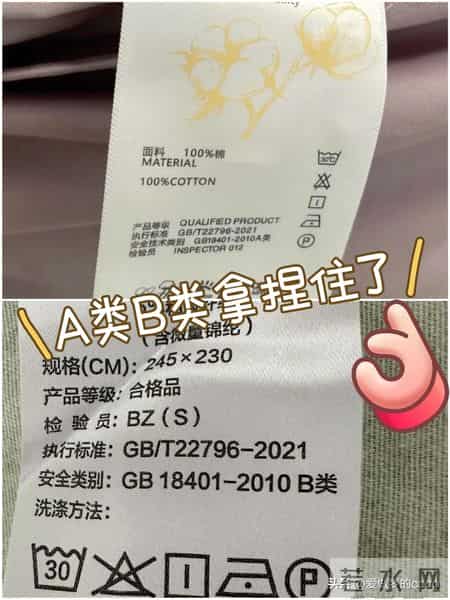 面料 100%棉
MATERIAL
100%COTTON
产品等级 QUALIFIED PRODUCT
执行标准 GB/T22796-2021
安全技术类别 GB18401-2010A类
检验员 INSPECTOR 012
A类B类拿捏住了
(含微量锦纶)
规格(CM): 245×230
产品等级: 合格品
检 验 员: BZ(S)
执行标准: GB/T22796-2021
安全类别: GB 18401-2010 B类
洗涤方法:
30
P
P